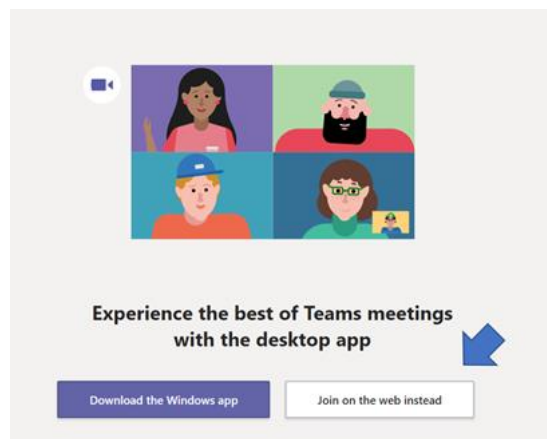 Experience the best of Teams meetings
with the desktop app
Download the Windows app
Join on the web instead